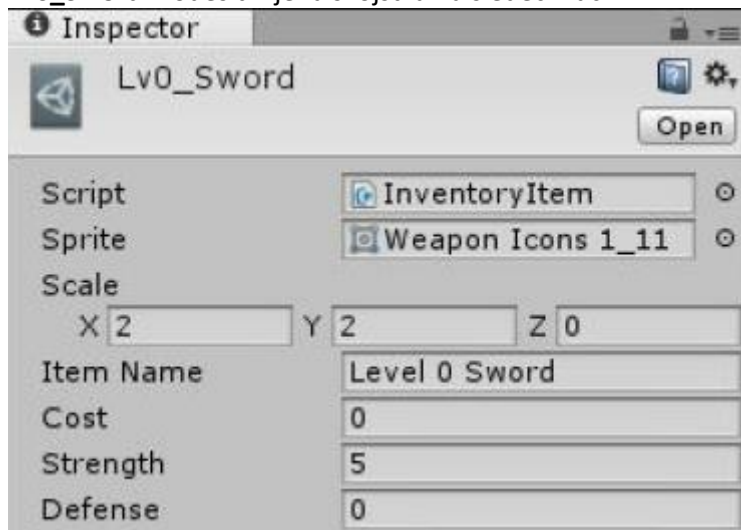 Inspector
Lv0_Sword
Open
Script InventoryItem
Sprite Weapon Icons 1_11
Scale
X 2 Y 2 Z 0
Item Name Level 0 Sword
Cost 0
Strength 5
Defense 0